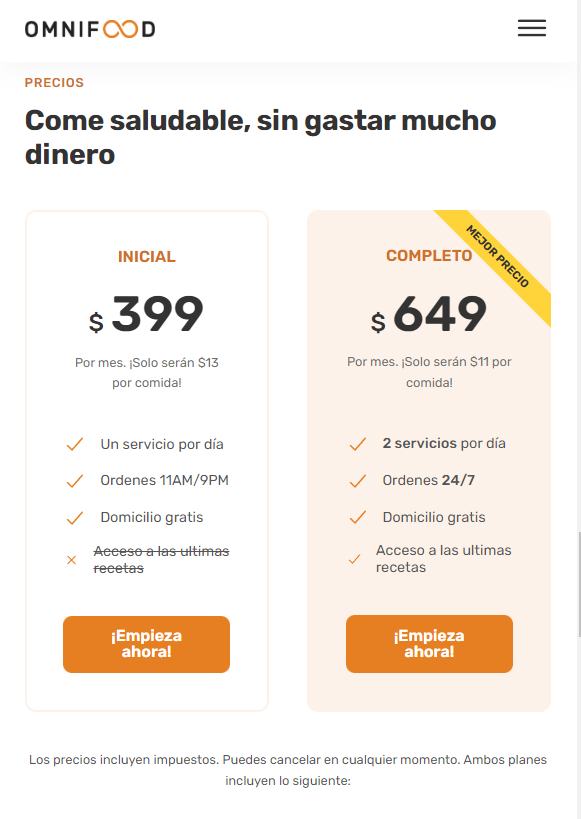 OMNIFOOD
PRECIOS
Come saludable, sin gastar mucho
dinero
INICIAL
$ 399
Por mes. ¡Solo serán $13
por comida!
Un servicio por día
Ordenes 11AM/9PM
Domicilio gratis
Acceso a las ultimas
recetas
¡Empieza
ahora!
MEJOR PRECIO
COMPLETO
$ 649
Por mes. ¡Solo serán $11 por
comida!
2 servicios por día
Ordenes 24/7
Domicilio gratis
Acceso a las ultimas
recetas
¡Empieza
ahora!
Los precios incluyen impuestos. Puedes cancelar en cualquier momento. Ambos planes
incluyen lo siguiente: